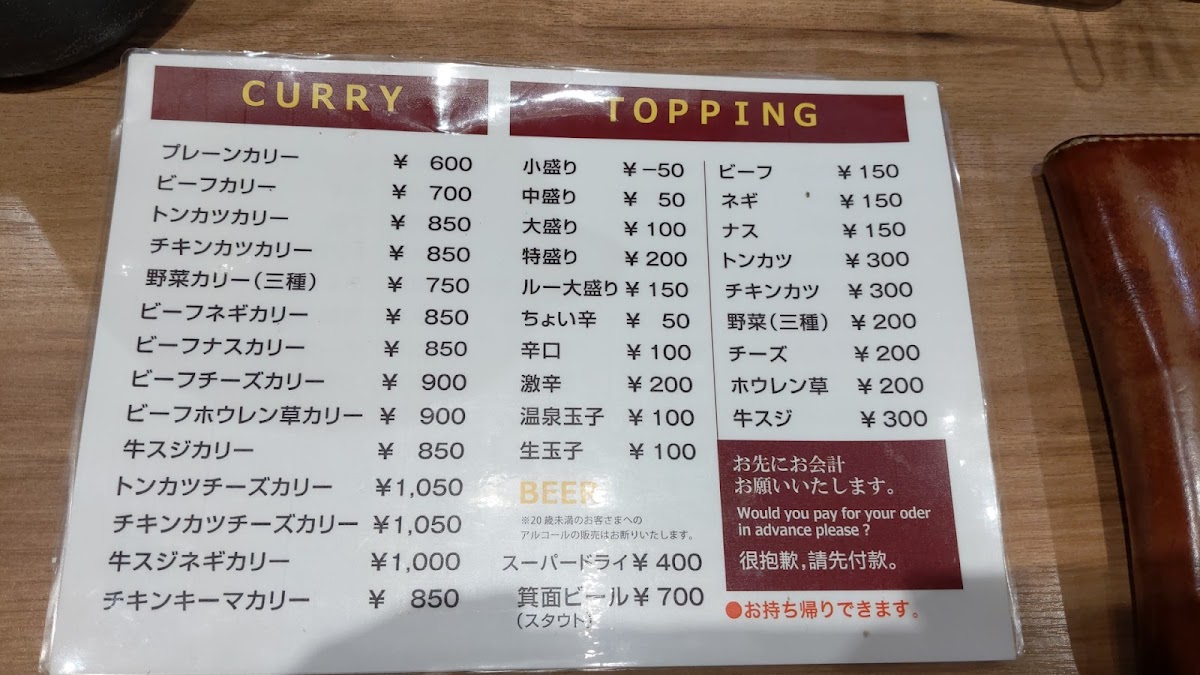 CURRY
プレーンカリー ¥ 600
ビーフカリー ¥ 700
トンカツカリー ¥ 850
チキンカツカリー ¥ 850
野菜カリー(三種) ¥ 750
ビーフネギカリー ¥ 850
ビーフナスカリー ¥ 850
ビーフチーズカリー ¥ 900
ビーフホウレン草カリー ¥ 900
牛スジカリー ¥ 850
トンカツチーズカリー ¥1,050
チキンカツチーズカリー ¥1,050
牛スジネギカリー ¥1,000
チキンキーマカリー ¥ 850
TOPPING
小盛り ¥−50
中盛り ¥ 50
大盛り ¥ 100
特盛り ¥ 200
ルー大盛り ¥ 150
ちょい辛 ¥ 50
辛口 ¥ 100
激辛 ¥ 200
温泉玉子 ¥ 100
生玉子 ¥ 100
BEER
※20歳未満のお客さまへの
アルコールの販売はお断りいたします。
スーパードライ ¥ 400
箕面ビール ¥ 700
(スタウト)
ビーフ ¥ 150
ネギ ¥ 150
ナス ¥ 150
トンカツ ¥ 300
チキンカツ ¥ 300
野菜(三種) ¥ 200
チーズ ¥ 200
ホウレン草 ¥ 200
牛スジ ¥ 300
お先にお会計
お願いいたします。
Would you pay for your oder
in advance please ?
很抱歉,請先付款。
●お持ち帰りできます。